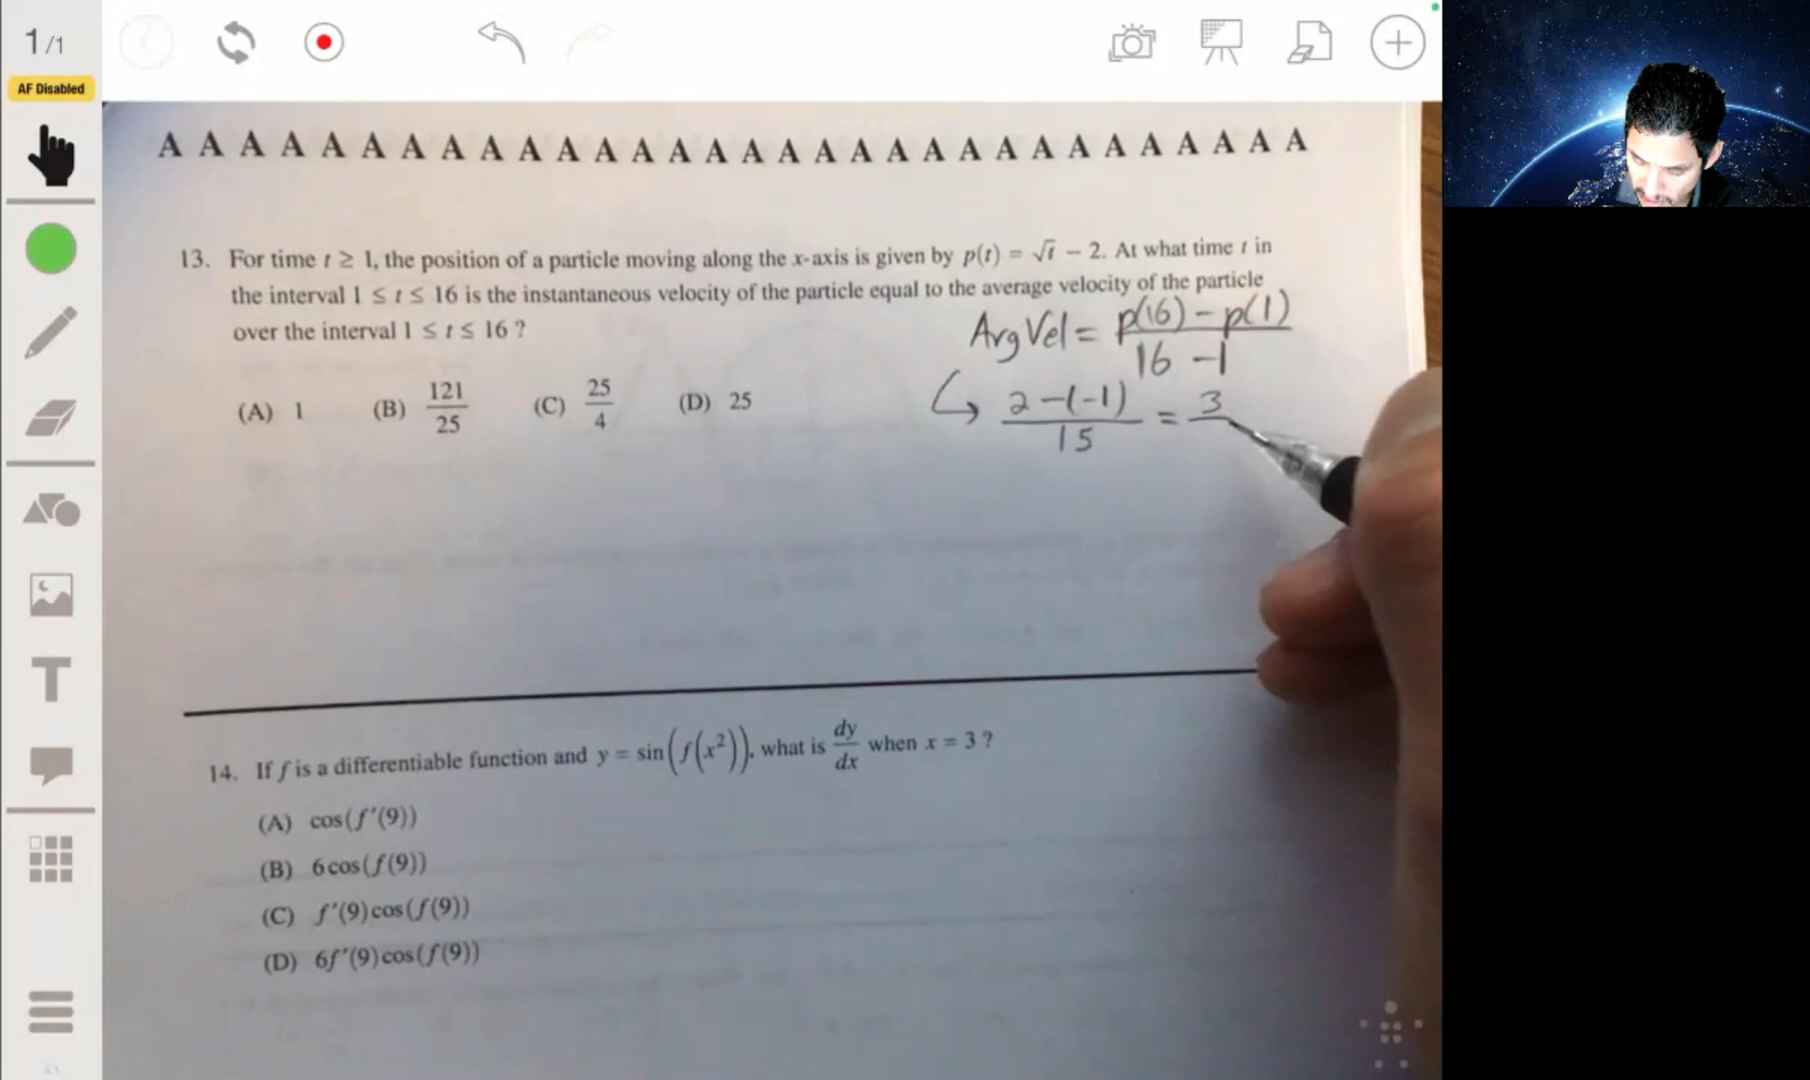 1/1
AF Disabled
A A A A A A A A A A A A A A A A A A A A A A A A A A A A A A
13. For time t ≥ 1, the position of a particle moving along the x-axis is given by p(t) = √t − 2. At what time t in
the interval 1 ≤ t ≤ 16 is the instantaneous velocity of the particle equal to the average velocity of the particle
over the interval 1 ≤ t ≤ 16 ?
ArgVel = p(16) − p(1) / 16 − 1
(A) 1 (B) 121/25 (C) 25/4 (D) 25
↳ 2 − (−1) / 15 = 3
14. If f is a differentiable function and y = sin(f(x²)), what is dy/dx when x = 3 ?
(A) cos(f′(9))
(B) 6 cos(f(9))
(C) f′(9) cos(f(9))
(D) 6f′(9) cos(f(9))
T